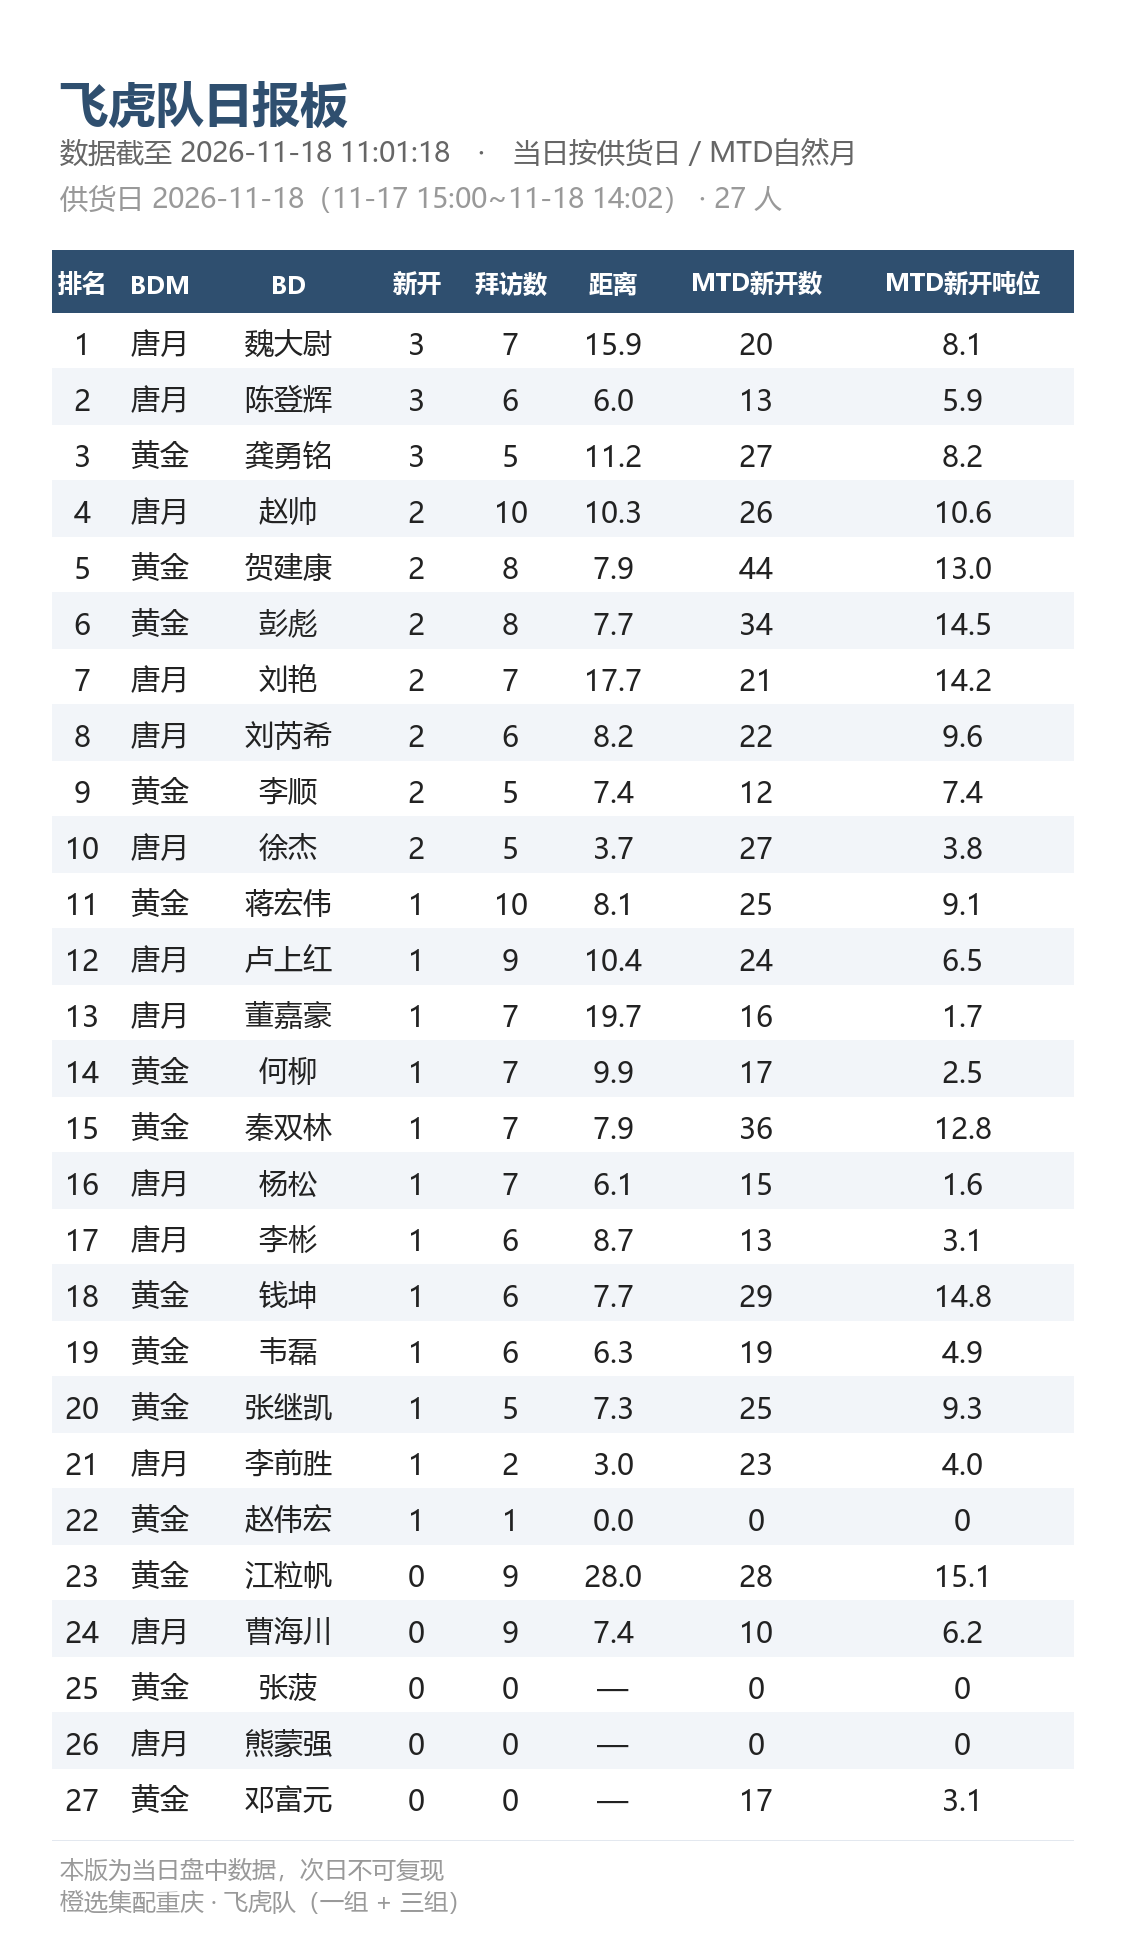 飞虎队日报板
数据截至 2026-11-18 11:01:18 · 当日按供货日 / MTD自然月
供货日 2026-11-18（11-17 15:00~11-18 14:02） · 27 人
排名 BDM BD 新开 拜访数 距离 MTD新开数 MTD新开吨位
1 唐月 魏大尉 3 7 15.9 20 8.1
2 唐月 陈登辉 3 6 6.0 13 5.9
3 黄金 龚勇铭 3 5 11.2 27 8.2
4 唐月 赵帅 2 10 10.3 26 10.6
5 黄金 贺建康 2 8 7.9 44 13.0
6 黄金 彭彪 2 8 7.7 34 14.5
7 唐月 刘艳 2 7 17.7 21 14.2
8 唐月 刘芮希 2 6 8.2 22 9.6
9 黄金 李顺 2 5 7.4 12 7.4
10 唐月 徐杰 2 5 3.7 27 3.8
11 黄金 蒋宏伟 1 10 8.1 25 9.1
12 唐月 卢上红 1 9 10.4 24 6.5
13 唐月 董嘉豪 1 7 19.7 16 1.7
14 黄金 何柳 1 7 9.9 17 2.5
15 黄金 秦双林 1 7 7.9 36 12.8
16 唐月 杨松 1 7 6.1 15 1.6
17 唐月 李彬 1 6 8.7 13 3.1
18 黄金 钱坤 1 6 7.7 29 14.8
19 黄金 韦磊 1 6 6.3 19 4.9
20 黄金 张继凯 1 5 7.3 25 9.3
21 唐月 李前胜 1 2 3.0 23 4.0
22 黄金 赵伟宏 1 1 0.0 0 0
23 黄金 江粒帆 0 9 28.0 28 15.1
24 唐月 曹海川 0 9 7.4 10 6.2
25 黄金 张菠 0 0 — 0 0
26 唐月 熊蒙强 0 0 — 0 0
27 黄金 邓富元 0 0 — 17 3.1
本版为当日盘中数据，次日不可复现
橙选集配重庆 · 飞虎队（一组 + 三组）